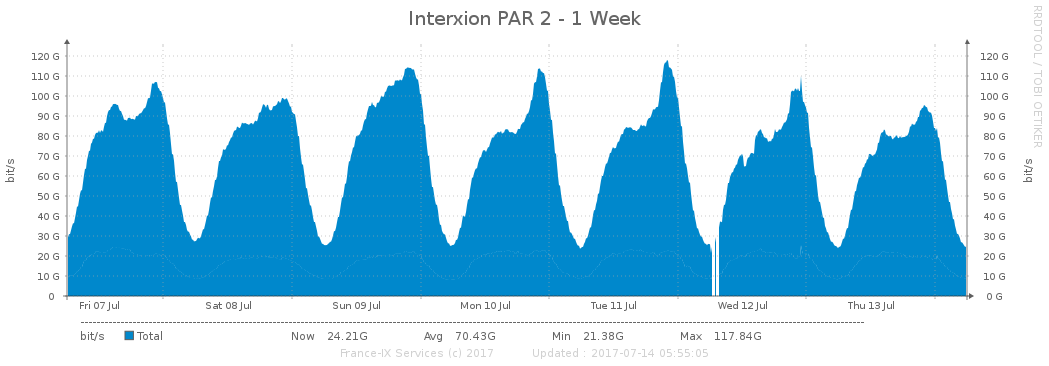 Interxion PAR 2 - 1 Week
RRDTOOL / TOBI OETIKER
bit/s
120 G 120 G
110 G 110 G
100 G 100 G
90 G 90 G
80 G 80 G
70 G 70 G
60 G 60 G
50 G 50 G
40 G 40 G
30 G 30 G
20 G 20 G
10 G 10 G
0 0 G
bit/s
Fri 07 Jul Sat 08 Jul Sun 09 Jul Mon 10 Jul Tue 11 Jul Wed 12 Jul Thu 13 Jul
bit/s Total Now 24.21G Avg 70.43G Min 21.38G Max 117.84G
France-IX Services (c) 2017 Updated : 2017-07-14 05:55:05